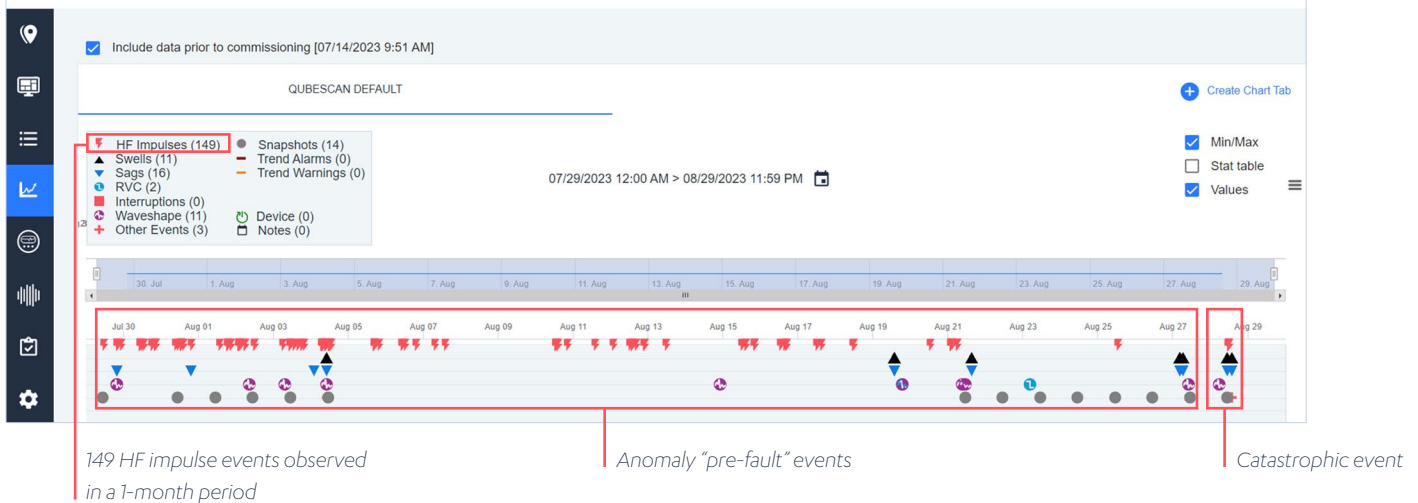 Include data prior to commissioning [07/14/2023 9:51 AM]
QUBESCAN DEFAULT
Create Chart Tab
HF Impulses (149) Snapshots (14)
Swells (11) Trend Alarms (0)
Sags (16) Trend Warnings (0)
RVC (2)
Interruptions (0)
Waveshape (11) Device (0)
Other Events (3) Notes (0)
07/29/2023 12:00 AM > 08/29/2023 11:59 PM
Min/Max
Stat table
Values
30. Jul 1. Aug 3. Aug 5. Aug 7. Aug 9. Aug 11. Aug 13. Aug 15. Aug 17. Aug 19. Aug 21. Aug 23. Aug 25. Aug 27. Aug 29. Aug
Jul 30 Aug 01 Aug 03 Aug 05 Aug 07 Aug 09 Aug 11 Aug 13 Aug 15 Aug 17 Aug 19 Aug 21 Aug 23 Aug 25 Aug 27 Aug 29
149 HF impulse events observed
in a 1-month period
Anomaly “pre-fault” events
Catastrophic event